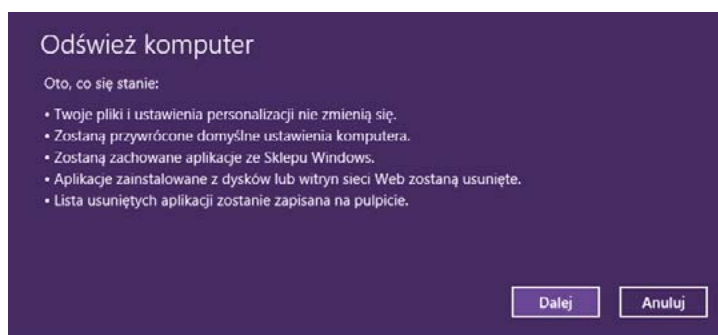 Odśwież komputer
Oto, co się stanie:
• Twoje pliki i ustawienia personalizacji nie zmienią się.
• Zostaną przywrócone domyślne ustawienia komputera.
• Zostaną zachowane aplikacje ze Sklepu Windows.
• Aplikacje zainstalowane z dysków lub witryn sieci Web zostaną usunięte.
• Lista usuniętych aplikacji zostanie zapisana na pulpicie.
Dalej Anuluj